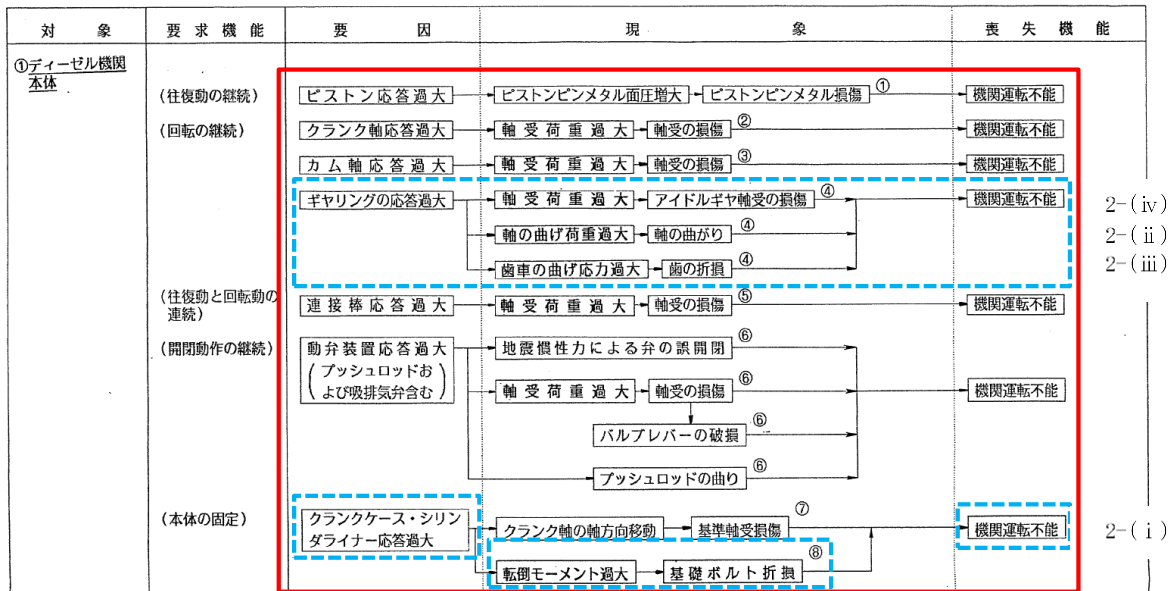 対象 要求機能 要因 現象 喪失機能
①ディーゼル機関
本体
(往復動の継続) ピストン応答過大 ピストンピンメタル面圧増大 ピストンピンメタル損傷 ① 機関運転不能
(回転の継続) クランク軸応答過大 軸受荷重過大 軸受の損傷 ② 機関運転不能
カム軸応答過大 軸受荷重過大 軸受の損傷 ③ 機関運転不能
ギヤリングの応答過大 軸受荷重過大 アイドルギヤ軸受の損傷 ④ 機関運転不能 2-(ⅳ)
軸の曲げ荷重過大 軸の曲がり ④ 2-(ⅱ)
歯車の曲げ応力過大 歯の折損 ④ 2-(ⅲ)
(往復動と回転動の
連続)
連接棒応答過大 軸受荷重過大 軸受の損傷 ⑤ 機関運転不能
(開閉動作の継続) 動弁装置応答過大 地震慣性力による弁の誤開閉 ⑥
(プッシュロッドお
よび吸排気弁含む)
軸受荷重過大 軸受の損傷 ⑥ 機関運転不能
バルブレバーの破損 ⑥
プッシュロッドの曲り ⑥
(本体の固定) クランクケース・シリン
ダライナー応答過大
クランク軸の軸方向移動 基準軸受損傷 ⑦ 機関運転不能 2-(ⅰ)
転倒モーメント過大 基礎ボルト折損 ⑧